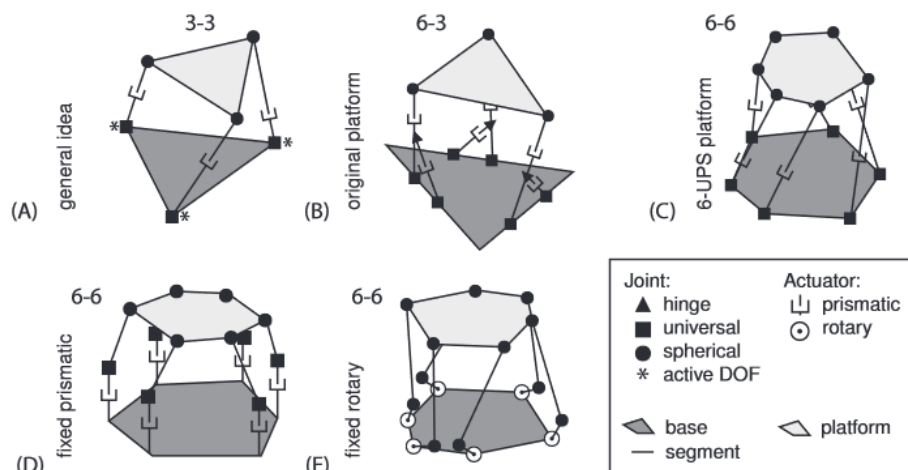 3-3
6-3
6-6
general idea
original platform
6-UPS platform
*
*
*
(A)
(B)
(C)
6-6
6-6
fixed prismatic
fixed rotary
(D)
Joint:
hinge
universal
spherical
* active DOF
Actuator:
prismatic
rotary
base
platform
segment